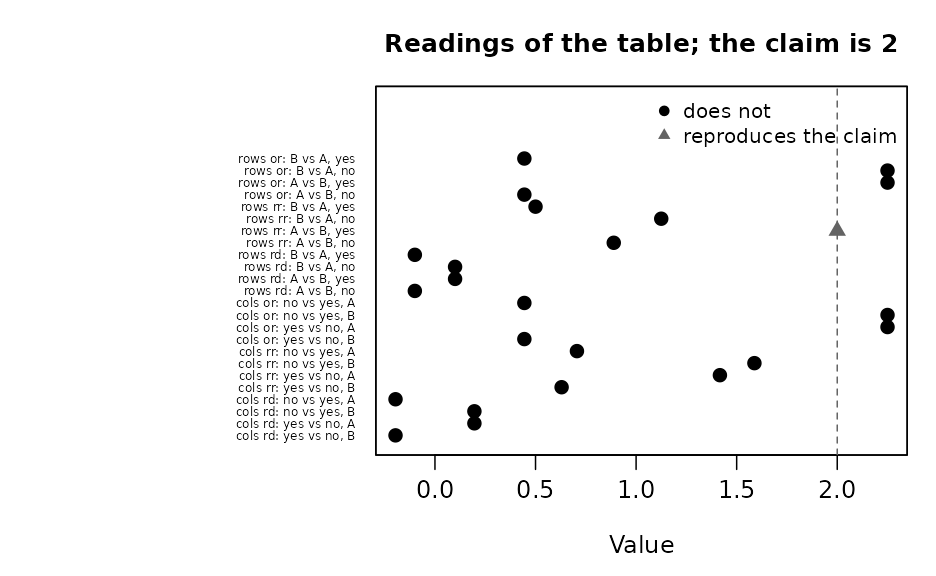 Readings of the table; the claim is 2
does not
reproduces the claim
rows or: B vs A, yes
rows or: B vs A, no
rows or: A vs B, yes
rows or: A vs B, no
rows rr: B vs A, yes
rows rr: B vs A, no
rows rr: A vs B, yes
rows rr: A vs B, no
rows rd: B vs A, yes
rows rd: B vs A, no
rows rd: A vs B, yes
rows rd: A vs B, no
cols or: no vs yes, A
cols or: no vs yes, B
cols or: yes vs no, A
cols or: yes vs no, B
cols rr: no vs yes, A
cols rr: no vs yes, B
cols rr: yes vs no, A
cols rr: yes vs no, B
cols rd: no vs yes, A
cols rd: no vs yes, B
cols rd: yes vs no, A
cols rd: yes vs no, B
0.0 0.5 1.0 1.5 2.0
Value